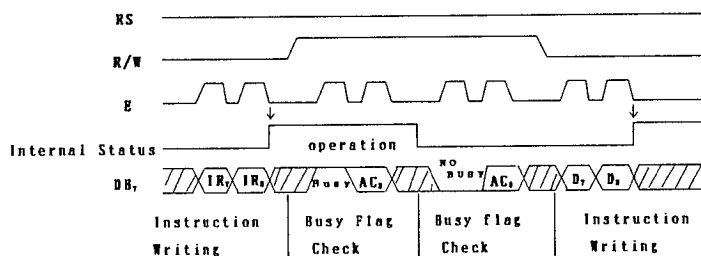 RS
R/W
E
Internal Status
operation
DB₇
IR₇
IR₃
BUSY
AC₃
NO
BUSY
AC₃
D₇
D₃
Instruction
Writing
Busy Flag
Check
Busy flag
Check
Instruction
Writing